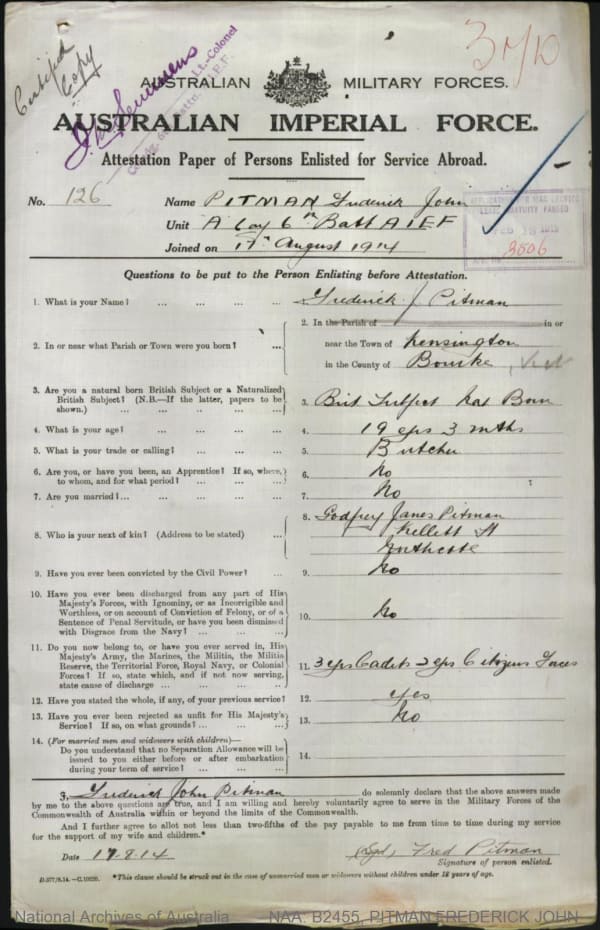 Certified
Copy
AUSTRALIAN MILITARY FORCES.
AUSTRALIAN IMPERIAL FORCE.
Lt.-Colonel
Attestation Paper of Persons Enlisted for Service Abroad.
No. 126 Name PITMAN Frederick John
Unit A Coy 6th Batt A I E F
Joined on 17th August 1914
3506
Questions to be put to the Person Enlisting before Attestation.
1. What is your Name? ... ... ... ... Frederick J. Pitman
2. In or near what Parish or Town were you born? ...
2. In the Parish of in or
near the Town of Kensington
in the County of Bourke, Vict
3. Are you a natural born British Subject or a Naturalized
British Subject? (N.B.—If the latter, papers to be
shown.) ... ... ... ...
3. Brit Subject Nat Born
4. What is your age? ... ... ... ... 4. 19 yrs 3 mths
5. What is your trade or calling? ... ... ... 5. Butcher
6. Are you, or have you been, an Apprentice? If so, where,
to whom, and for what period? ... ... ...
6. No
7. Are you married? ... ... ... ... ... 7. No
8. Who is your next of kin? (Address to be stated) ...
8. Godfrey James Pitman
Kellett St
Northcote
9. Have you ever been convicted by the Civil Power? ... 9. No
10. Have you ever been discharged from any part of His
Majesty's Forces, with Ignominy, or as Incorrigible and
Worthless, or on account of Conviction of Felony, or of a
Sentence of Penal Servitude, or have you been dismissed
with Disgrace from the Navy? ... ... ...
10. No
11. Do you now belong to, or have you ever served in, His
Majesty's Army, the Marines, the Militia, the Militia
Reserve, the Territorial Force, Royal Navy, or Colonial
Forces? If so, state which, and if not now serving,
state cause of discharge ... ... ... ...
11. 3 yrs Cadets 2 yrs Citizens Forces
12. Have you stated the whole, if any, of your previous service? 12. yes
13. Have you ever been rejected as unfit for His Majesty's
Service? If so, on what grounds? ... ... ...
13. No
14. (For married men and widowers with children)—
Do you understand that no Separation Allowance will be
issued to you either before or after embarkation
during your term of service? ... ... ...
14.
I, Frederick John Pitman do solemnly declare that the above answers made
by me to the above questions are true, and I am willing and hereby voluntarily agree to serve in the Military Forces of the
Commonwealth of Australia within or beyond the limits of the Commonwealth.
And I further agree to allot not less than two-fifths of the pay payable to me from time to time during my service
for the support of my wife and children.*
Date 17.8.14 (Sgd) Fred Pitman
Signature of person enlisted.
D.577/8.14.—C.10620. *This clause should be struck out in the case of unmarried men or widowers without children under 18 years of age.
National Archives of Australia NAA: B2455, PITMAN FREDERICK JOHN